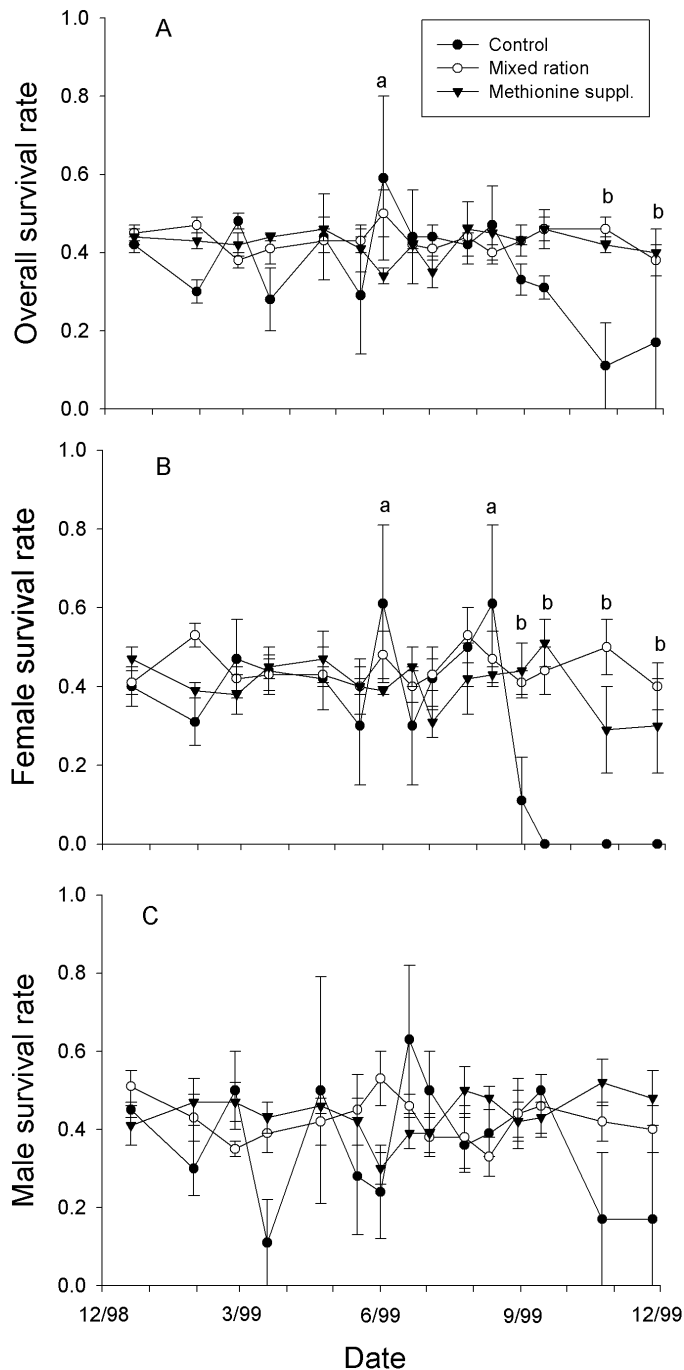 A
Control
Mixed ration
Methionine suppl.
a
b
b
1.0
0.8
0.6
0.4
0.2
0.0
Overall survival rate
B
a
a
b
b
b
b
1.0
0.8
0.6
0.4
0.2
0.0
Female survival rate
C
1.0
0.8
0.6
0.4
0.2
0.0
Male survival rate
12/98
3/99
6/99
9/99
12/99
Date